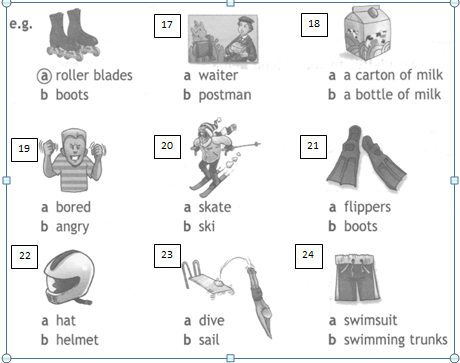 e.g.
a roller blades
b boots
17
a waiter
b postman
18
a a carton of milk
b a bottle of milk
19
a bored
b angry
20
a skate
b ski
21
a flippers
b boots
22
a hat
b helmet
23
a dive
b sail
24
a swimsuit
b swimming trunks